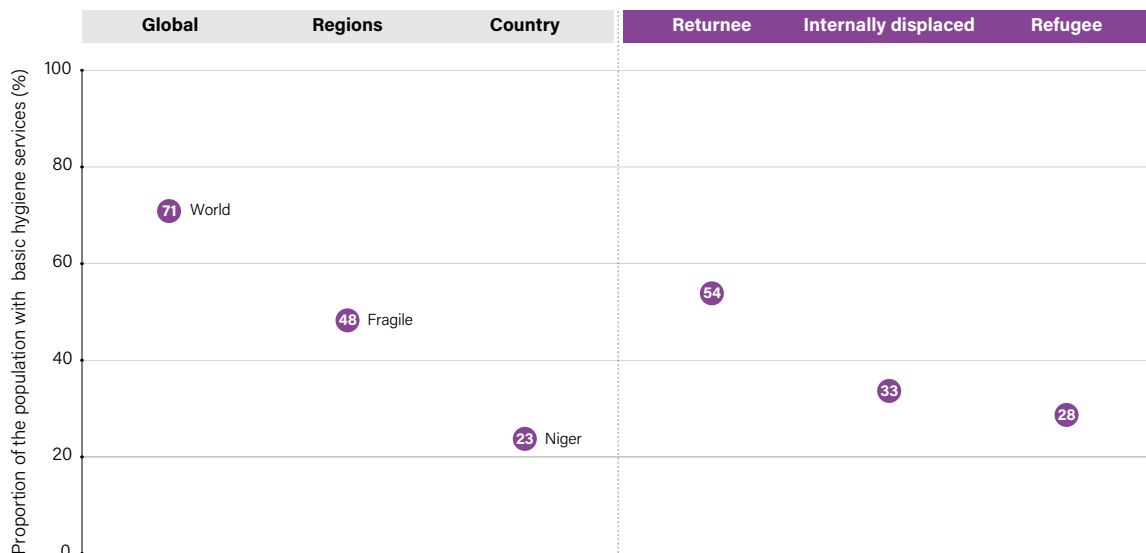 Global Regions Country Returnee Internally displaced Refugee
Proportion of the population with basic hygiene services (%)
100
80
71 World
60
54
48 Fragile
40
33
28
23 Niger
20
0